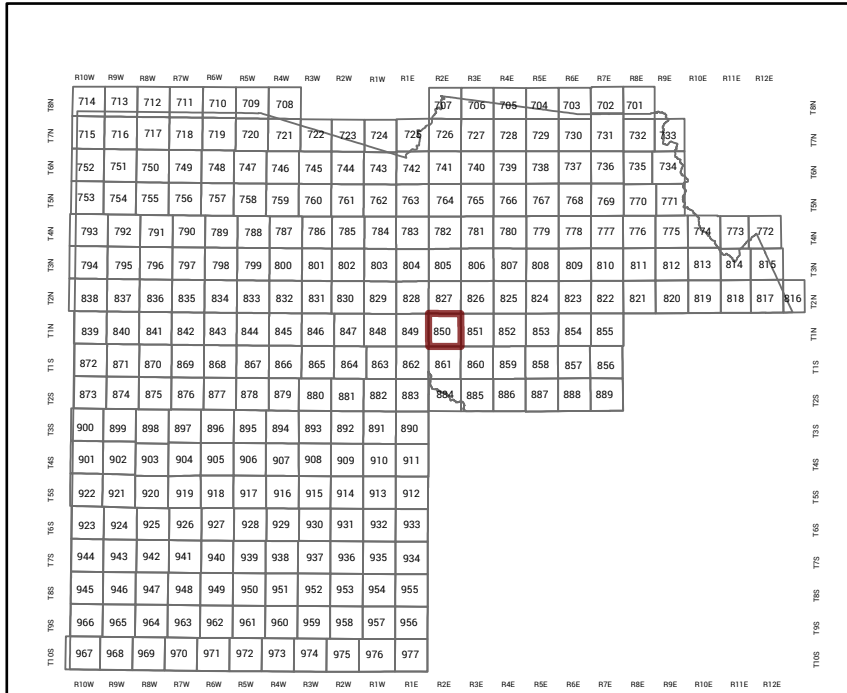 R10W R9W R8W R7W R6W R5W R4W R3W R2W R1W R1E R2E R3E R4E R5E R6E R7E R8E R9E R10E R11E R12E
T8N 714 713 712 711 710 709 708 707 706 705 704 703 702 701 T8N
T7N 715 716 717 718 719 720 721 722 723 724 725 726 727 728 729 730 731 732 733 T7N
T6N 752 751 750 749 748 747 746 745 744 743 742 741 740 739 738 737 736 735 734 T6N
T5N 753 754 755 756 757 758 759 760 761 762 763 764 765 766 767 768 769 770 771 T5N
T4N 793 792 791 790 789 788 787 786 785 784 783 782 781 780 779 778 777 776 775 774 773 772 T4N
T3N 794 795 796 797 798 799 800 801 802 803 804 805 806 807 808 809 810 811 812 813 814 815 T3N
T2N 838 837 836 835 834 833 832 831 830 829 828 827 826 825 824 823 822 821 820 819 818 817 816 T2N
T1N 839 840 841 842 843 844 845 846 847 848 849 850 851 852 853 854 855 T1N
T1S 872 871 870 869 868 867 866 865 864 863 862 861 860 859 858 857 856 T1S
T2S 873 874 875 876 877 878 879 880 881 882 883 884 885 886 887 888 889 T2S
T3S 900 899 898 897 896 895 894 893 892 891 890 T3S
T4S 901 902 903 904 905 906 907 908 909 910 911 T4S
T5S 922 921 920 919 918 917 916 915 914 913 912 T5S
T6S 923 924 925 926 927 928 929 930 931 932 933 T6S
T7S 944 943 942 941 940 939 938 937 936 935 934 T7S
T8S 945 946 947 948 949 950 951 952 953 954 955 T8S
T9S 966 965 964 963 962 961 960 959 958 957 956 T9S
T10S 967 968 969 970 971 972 973 974 975 976 977 T10S
R10W R9W R8W R7W R6W R5W R4W R3W R2W R1W R1E R2E R3E R4E R5E R6E R7E R8E R9E R10E R11E R12E